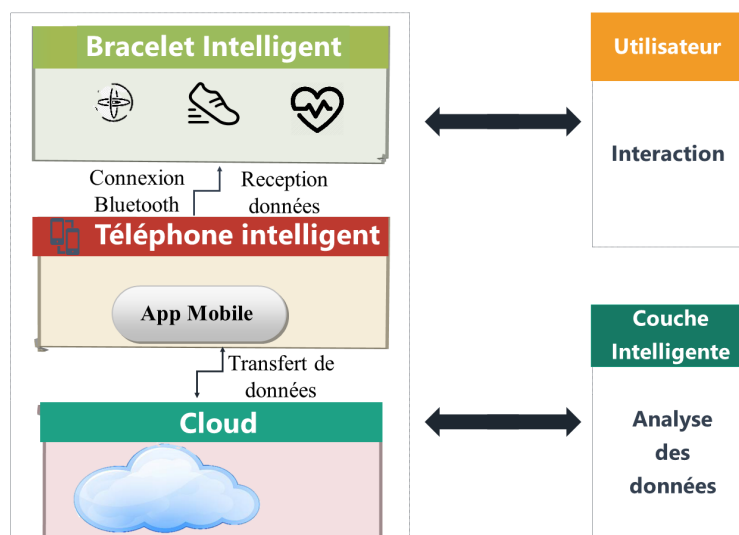 Bracelet Intelligent
Connexion
Bluetooth
Reception
données
Téléphone intelligent
App Mobile
Transfert de
données
Cloud
Utilisateur
Interaction
Couche
Intelligente
Analyse
des
données